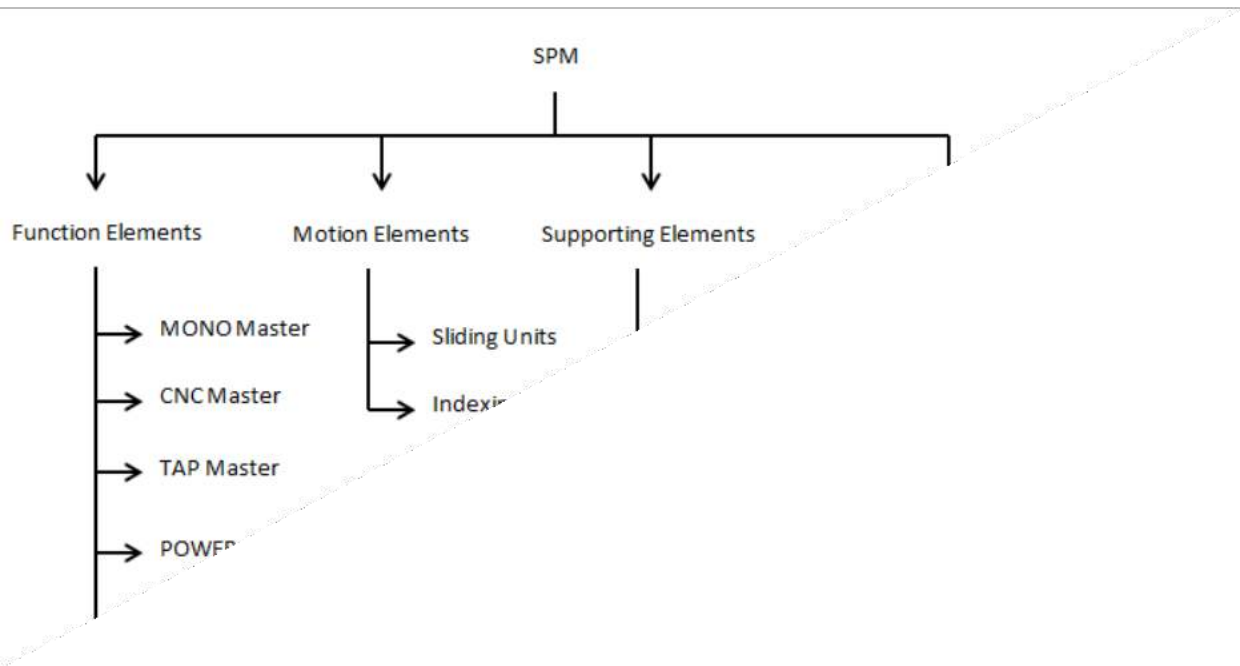 SPM
Function Elements
Motion Elements
Supporting Elements
MONO Master
CNC Master
TAP Master
Sliding Units